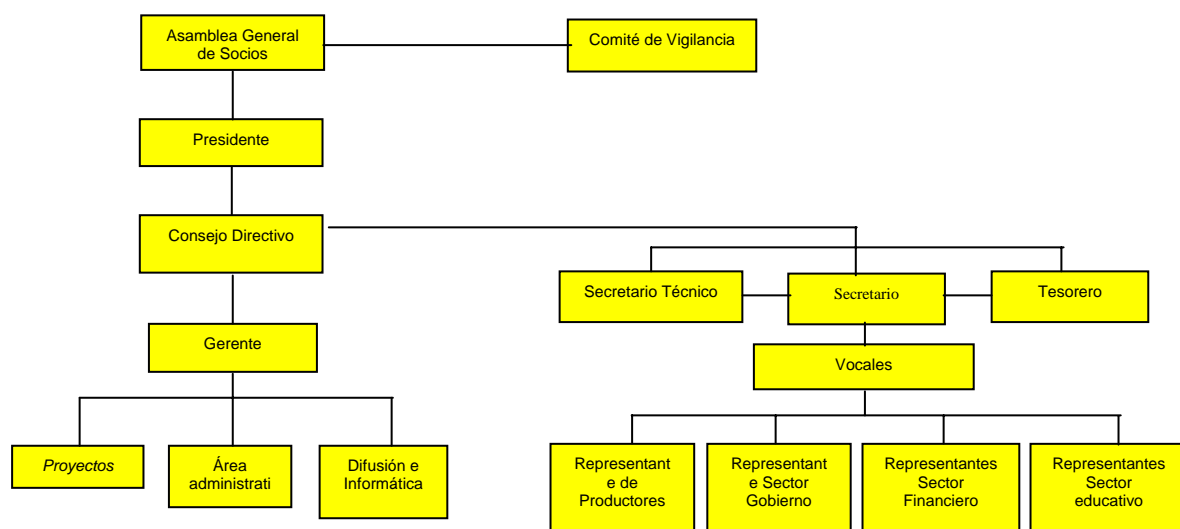 Asamblea General
de Socios
Comité de Vigilancia
Presidente
Consejo Directivo
Secretario Técnico
Secretario
Tesorero
Gerente
Vocales
Proyectos
Área
administrati
Difusión e
Informática
Representant
e de
Productores
Representant
e Sector
Gobierno
Representantes
Sector
Financiero
Representantes
Sector
educativo